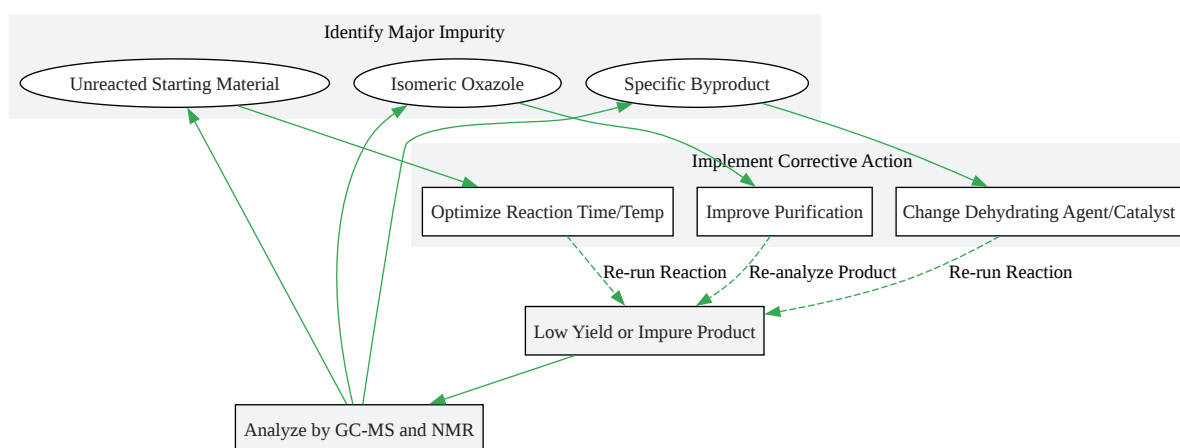 Identify Major Impurity
Unreacted Starting Material
Isomeric Oxazole
Specific Byproduct
Implement Corrective Action
Optimize Reaction Time/Temp
Improve Purification
Change Dehydrating Agent/Catalyst
Re-run Reaction
Re-analyze Product
Re-run Reaction
Low Yield or Impure Product
Analyze by GC-MS and NMR